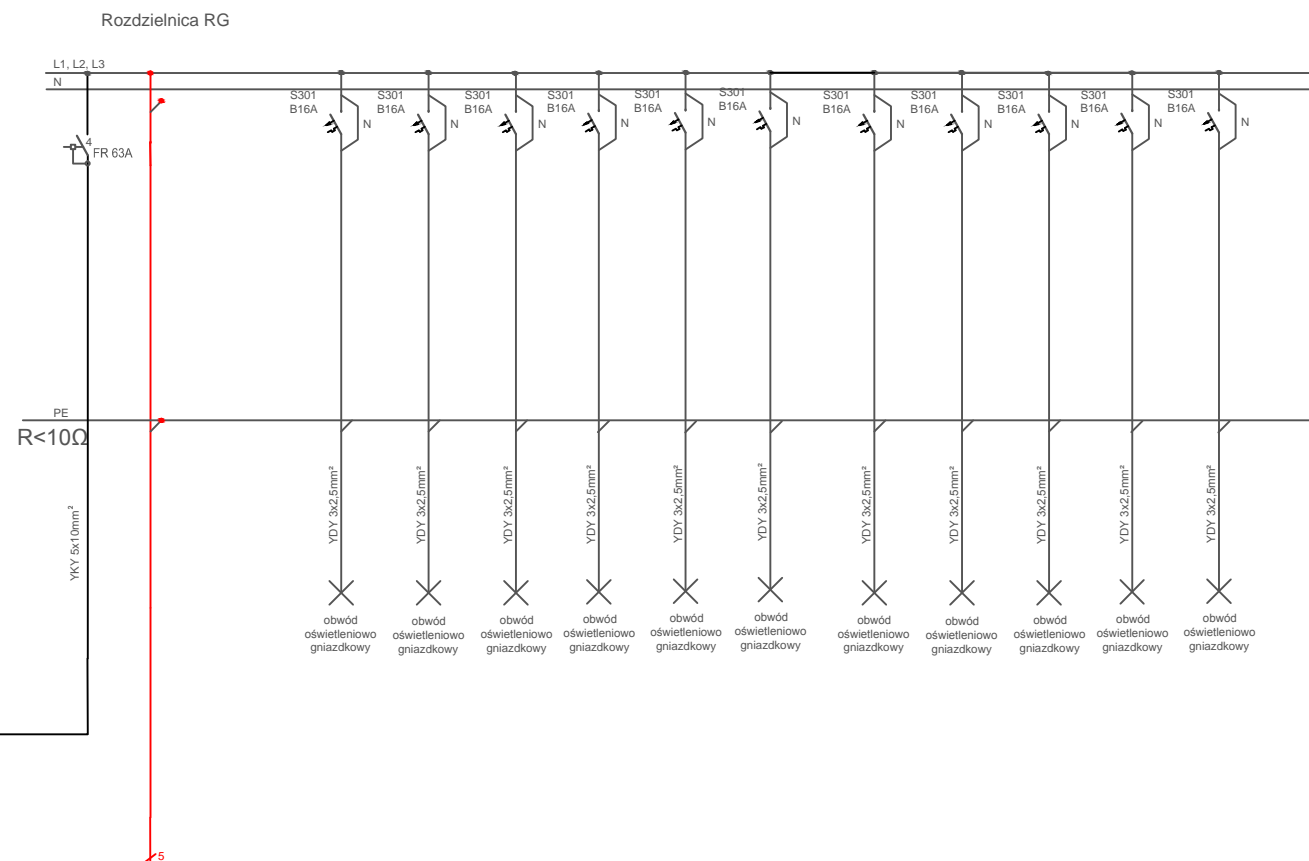 Rozdzielnica RG
L1, L2, L3
N
S301
B16A
N
S301
B16A
N
S301
B16A
N
S301
B16A
N
S301
B16A
N
S301
B16A
N
S301
B16A
N
S301
B16A
N
S301
B16A
N
S301
B16A
N
S301
B16A
N
4
FR 63A
PE
R<10Ω
YKY 5x10mm²
YDY 3x2,5mm²
YDY 3x2,5mm²
YDY 3x2,5mm²
YDY 3x2,5mm²
YDY 3x2,5mm²
YDY 3x2,5mm²
YDY 3x2,5mm²
YDY 3x2,5mm²
YDY 3x2,5mm²
YDY 3x2,5mm²
YDY 3x2,5mm²
obwód
oświetleniowo
gniazdkowy
obwód
oświetleniowo
gniazdkowy
obwód
oświetleniowo
gniazdkowy
obwód
oświetleniowo
gniazdkowy
obwód
oświetleniowo
gniazdkowy
obwód
oświetleniowo
gniazdkowy
obwód
oświetleniowo
gniazdkowy
obwód
oświetleniowo
gniazdkowy
obwód
oświetleniowo
gniazdkowy
obwód
oświetleniowo
gniazdkowy
obwód
oświetleniowo
gniazdkowy
5